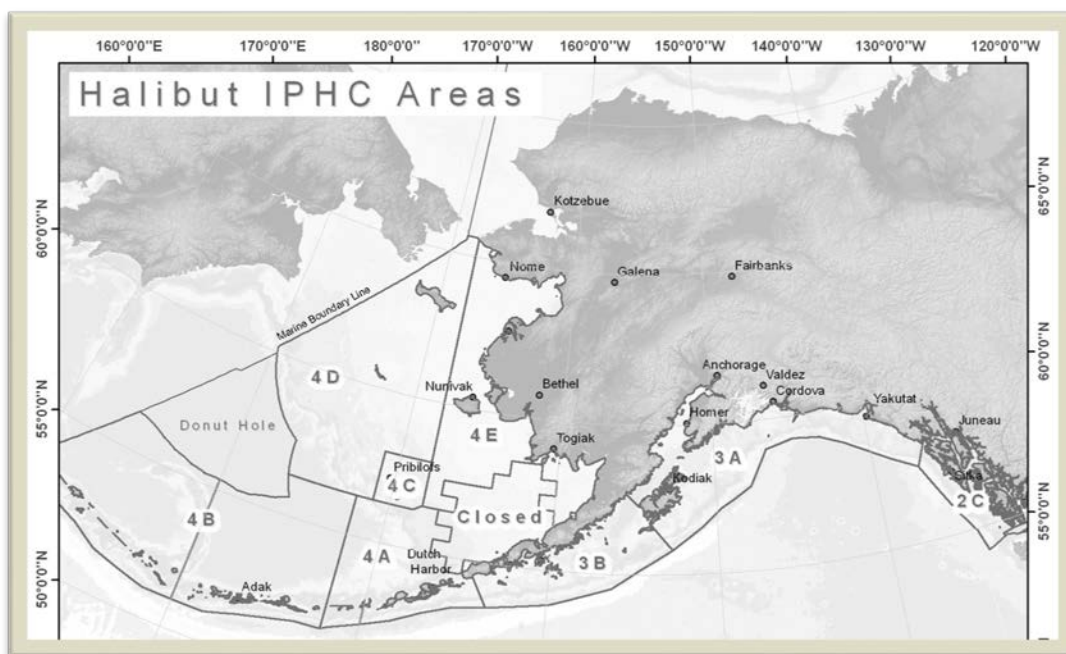 160°0'0"E 170°0'0"E 180°0'0" 170°0'0"W 160°0'0"W 150°0'0"W 140°0'0"W 130°0'0"W 120°0'0"W
Halibut IPHC Areas
65°0'0"N
Kotzebue
60°0'0"N
Nome
Galena
Fairbanks
Marine Boundary Line
60°0'0"N
Anchorage
Valdez
4D
Nunivak
Bethel
Cordova
Yakutat
55°0'0"N
Homer
Juneau
Donut Hole
4E
Togiak
3A
Pribilofs
Kodiak
Sitka
4C
2C
4B
Closed
55°0'0"N
4A
Dutch
Harbor
3B
50°0'0"N
Adak